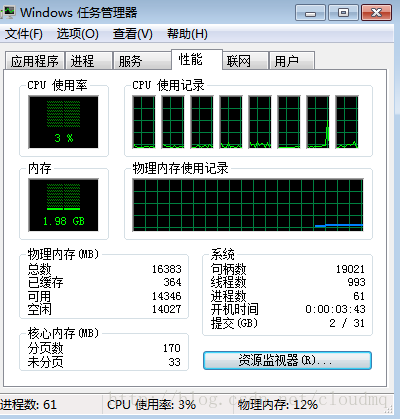 Windows 任务管理器
文件(F) 选项(O) 查看(V) 帮助(H)
应用程序 进程 服务 性能 联网 用户
CPU 使用率 CPU 使用记录
3 %
内存 物理内存使用记录
1.98 GB
物理内存(MB)
总数 16383
已缓存 364
可用 14346
空闲 14027
系统
句柄数 19021
线程数 993
进程数 61
开机时间 0:00:03:43
提交(GB) 2 / 31
核心内存(MB)
分页数 170
未分页 33
资源监视器(R)...
进程数: 61 CPU 使用率: 3% 物理内存: 12%